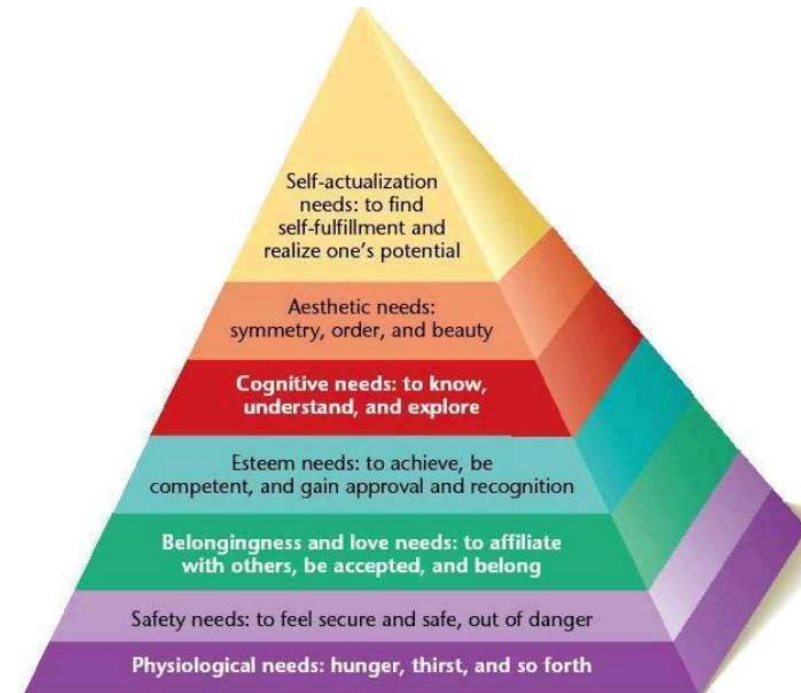 Self-actualization
needs: to find
self-fulfillment and
realize one's potential
Aesthetic needs:
symmetry, order, and beauty
Cognitive needs: to know,
understand, and explore
Esteem needs: to achieve, be
competent, and gain approval and recognition
Belongingness and love needs: to affiliate
with others, be accepted, and belong
Safety needs: to feel secure and safe, out of danger
Physiological needs: hunger, thirst, and so forth